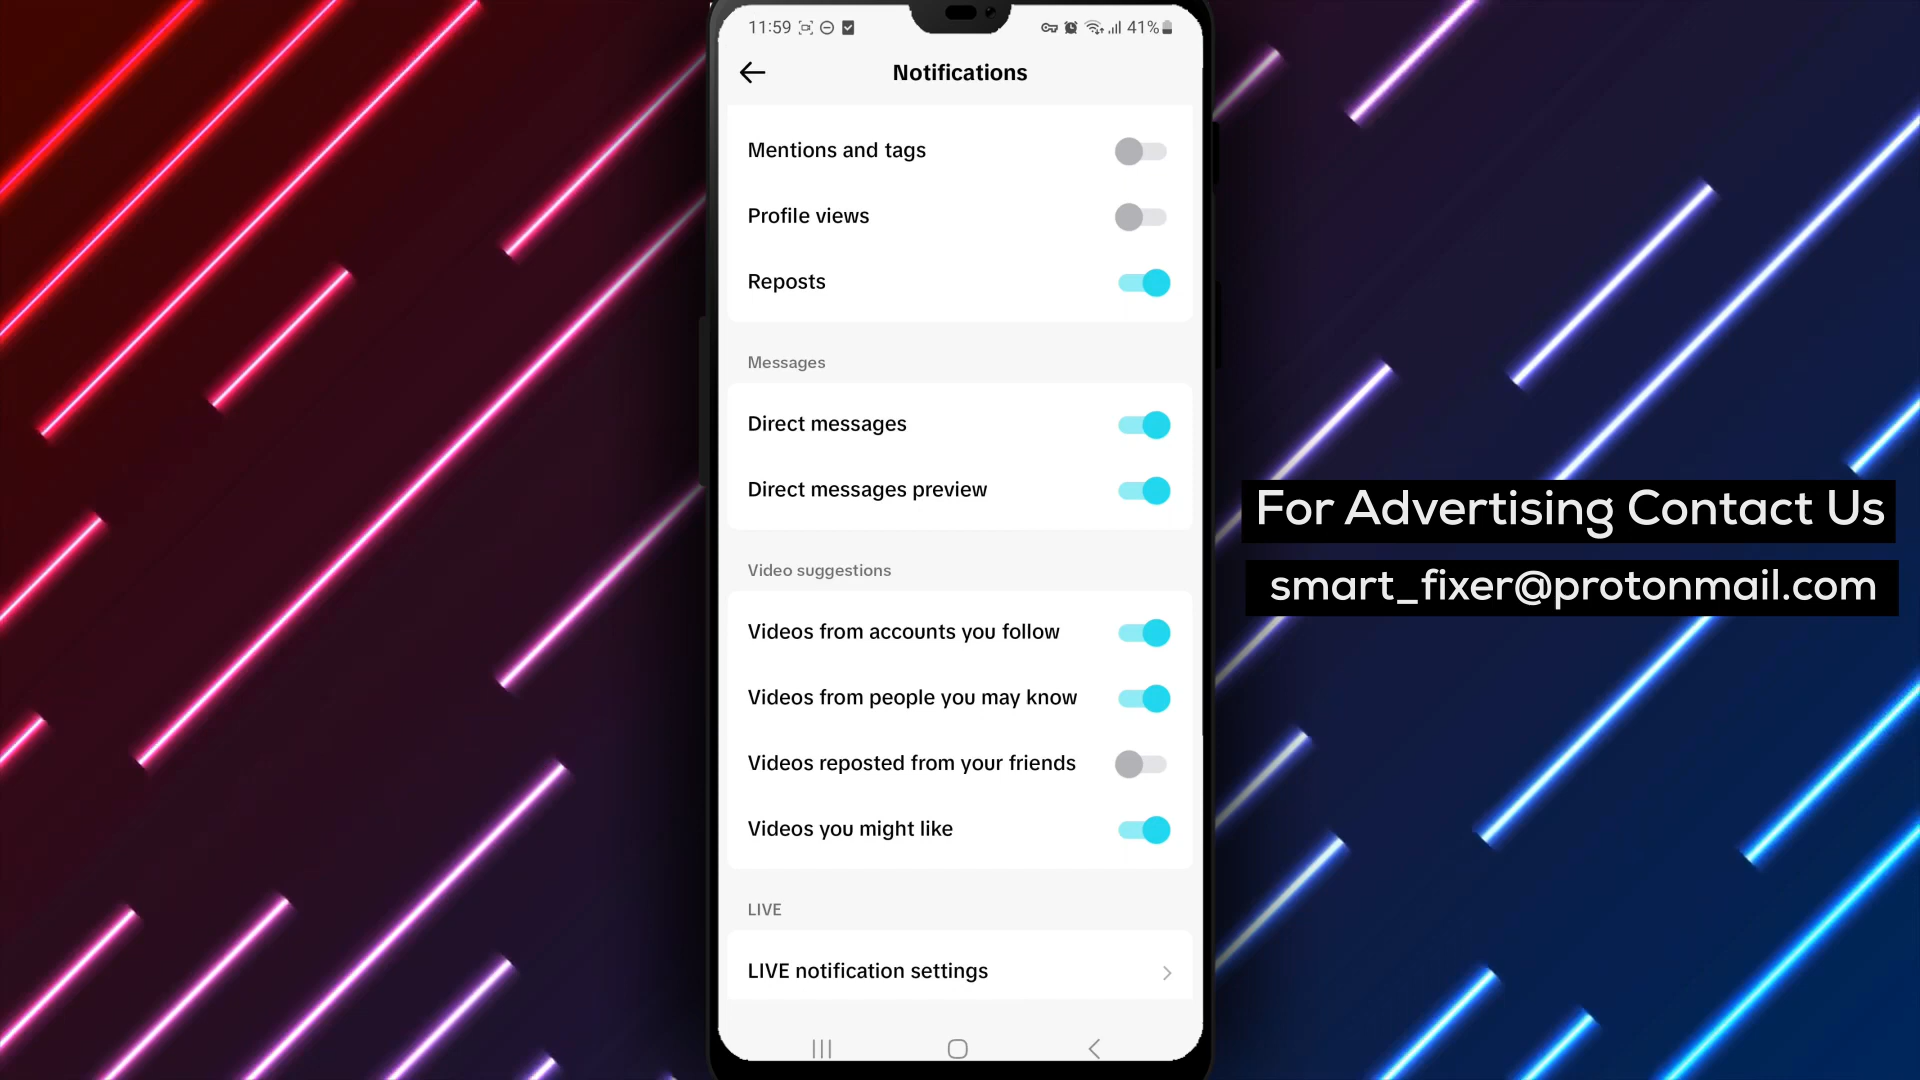 11:59
41%
Notifications
Mentions and tags
Profile views
Reposts
Messages
Direct messages
Direct messages preview
Video suggestions
Videos from accounts you follow
Videos from people you may know
Videos reposted from your friends
Videos you might like
LIVE
LIVE notification settings
For Advertising Contact Us
smart_fixer@protonmail.com